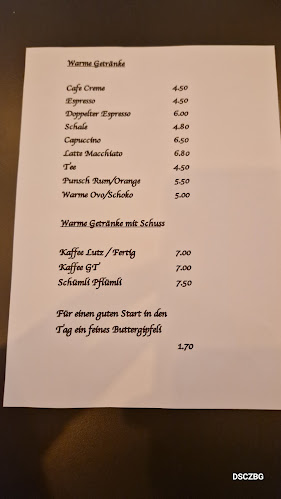 Warme Getränke
Cafe Creme 4.50
Espresso 4.50
Doppelter Espresso 6.00
Schale 4.80
Capuccino 6.50
Latte Macchiato 6.80
Tee 4.50
Punsch Rum/Orange 5.50
Warme Ovo/Schoko 5.00
Warme Getränke mit Schuss
Kaffee Lutz / Fertig 7.00
Kaffee GT 7.00
Schümli Pflümli 7.50
Für einen guten Start in den
Tag ein feines Buttergipfeli
1.70
DSCZBG